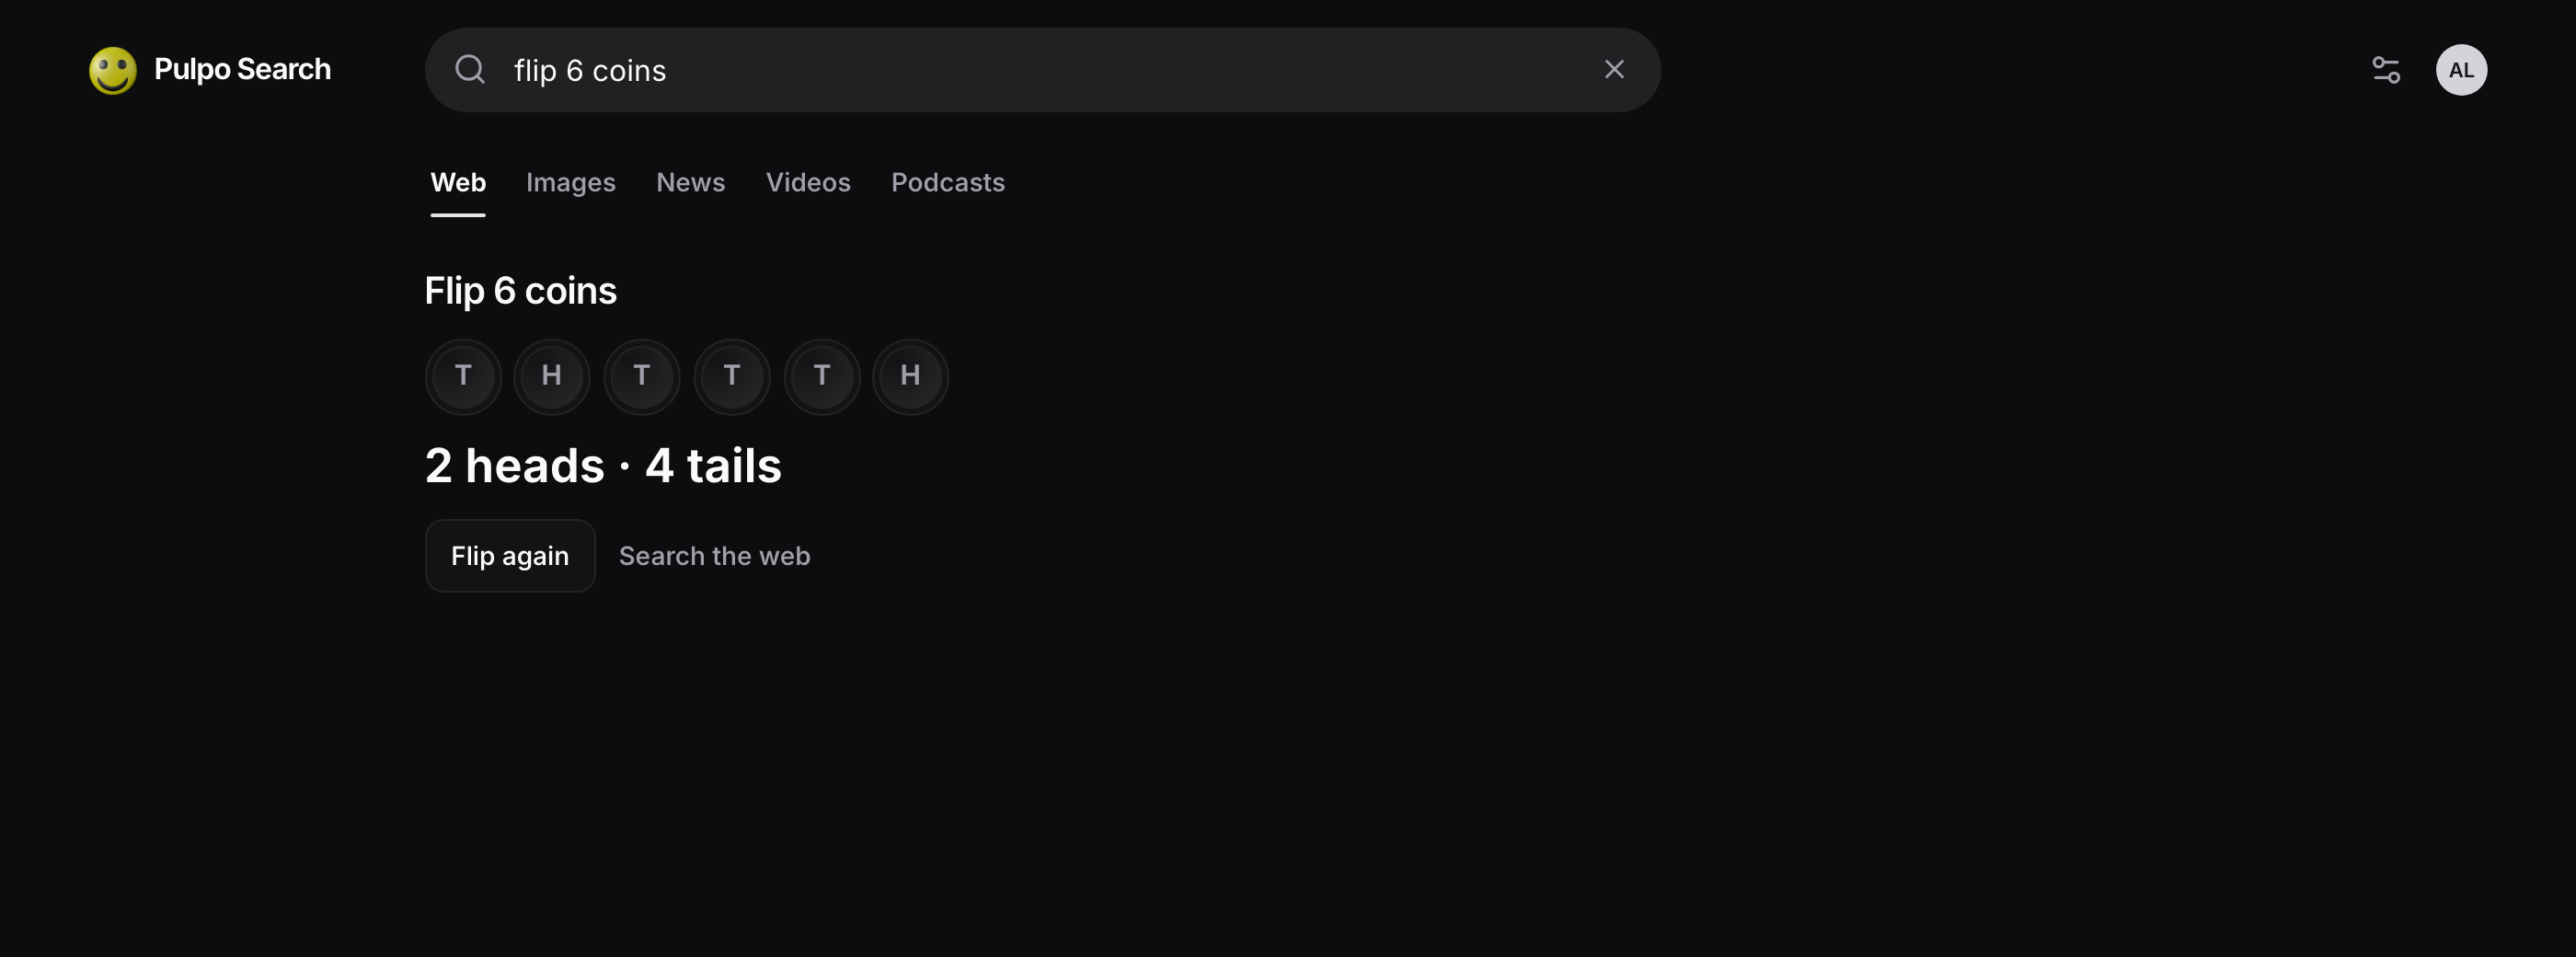 Pulpo Search
flip 6 coins
AL
Web Images News Videos Podcasts
Flip 6 coins
T H T T T H
2 heads · 4 tails
Flip again Search the web